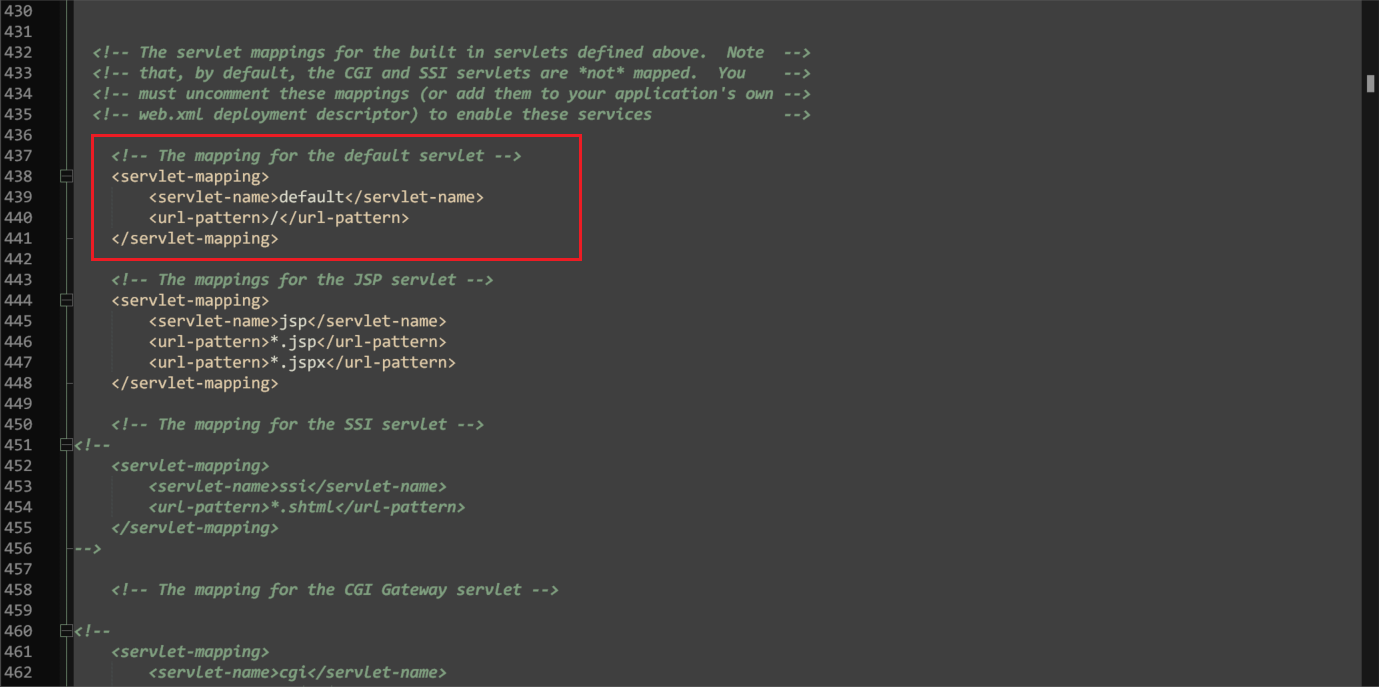 430
431
432 <!-- The servlet mappings for the built in servlets defined above.  Note  -->
433 <!-- that, by default, the CGI and SSI servlets are *not* mapped.  You    -->
434 <!-- must uncomment these mappings (or add them to your application's own -->
435 <!-- web.xml deployment descriptor) to enable these services              -->
436
437 <!-- The mapping for the default servlet -->
438 <servlet-mapping>
439 <servlet-name>default</servlet-name>
440 <url-pattern>/</url-pattern>
441 </servlet-mapping>
442
443 <!-- The mappings for the JSP servlet -->
444 <servlet-mapping>
445 <servlet-name>jsp</servlet-name>
446 <url-pattern>*.jsp</url-pattern>
447 <url-pattern>*.jspx</url-pattern>
448 </servlet-mapping>
449
450 <!-- The mapping for the SSI servlet -->
451 <!--
452 <servlet-mapping>
453 <servlet-name>ssi</servlet-name>
454 <url-pattern>*.shtml</url-pattern>
455 </servlet-mapping>
456 -->
457
458 <!-- The mapping for the CGI Gateway servlet -->
459
460 <!--
461 <servlet-mapping>
462 <servlet-name>cgi</servlet-name>